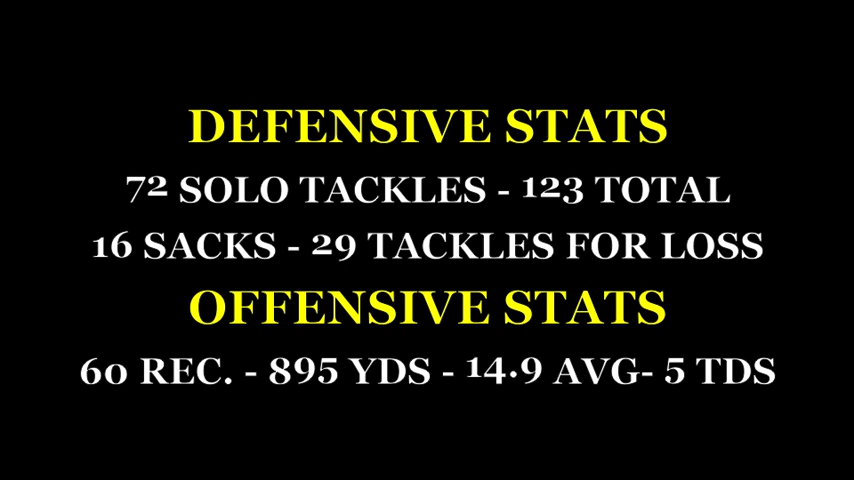 DEFENSIVE STATS
72 SOLO TACKLES - 123 TOTAL
16 SACKS - 29 TACKLES FOR LOSS
OFFENSIVE STATS
60 REC. - 895 YDS - 14.9 AVG- 5 TDS